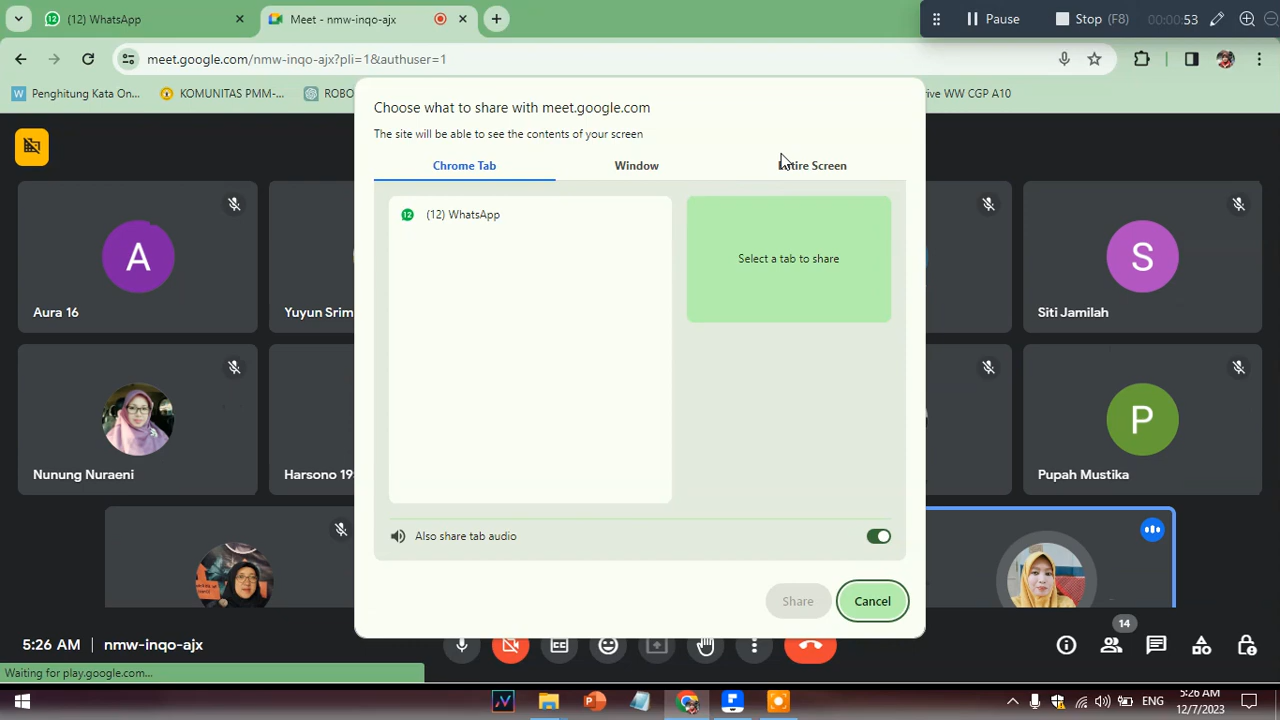 (12) WhatsApp
Meet - nmw-inqo-ajx
Pause
Stop (F8)
00:00:53
meet.google.com/nmw-inqo-ajx?pli=1&authuser=1
Penghitung Kata On...
KOMUNITAS PMM-...
ROBO
rive WW CGP A10
Choose what to share with meet.google.com
The site will be able to see the contents of your screen
Chrome Tab
Window
Entire Screen
12
(12) WhatsApp
Select a tab to share
Also share tab audio
Share
Cancel
A
Aura 16
Yuyun Srim
S
Siti Jamilah
Nunung Nuraeni
Harsono 19
P
Pupah Mustika
5:26 AM
nmw-inqo-ajx
14
Waiting for play.google.com...
ENG
5:26 AM
12/7/2023